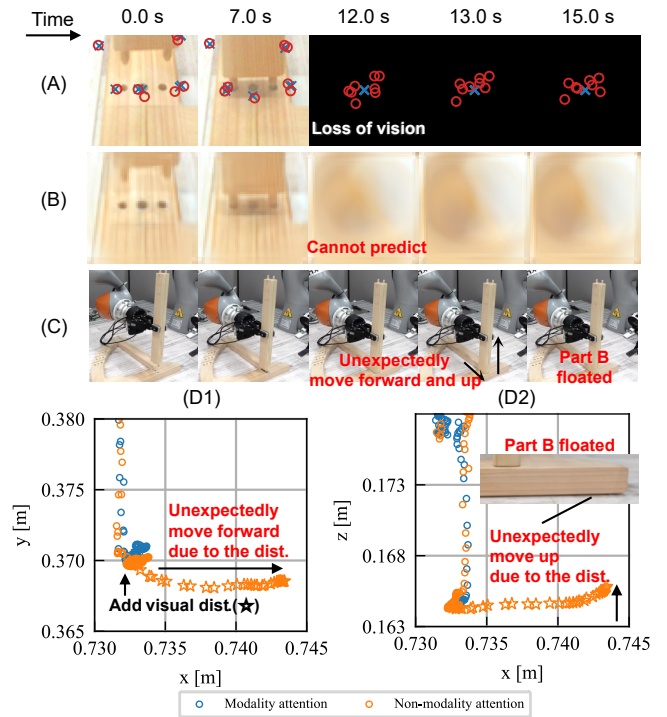 Time
0.0 s
7.0 s
12.0 s
13.0 s
15.0 s
(A)
Loss of vision
(B)
Cannot predict
(C)
Unexpectedly
move forward and up
Part B
floated
(D1)
(D2)
0.380
0.375
0.370
0.365
y [m]
Unexpectedly
move forward
due to the dist.
Add visual dist.(☆)
0.730
0.735
0.740
0.745
x [m]
0.173
0.168
0.163
z [m]
Part B floated
Unexpectedly
move up
due to the dist.
0.730
0.735
0.740
0.745
x [m]
Modality attention
Non-modality attention